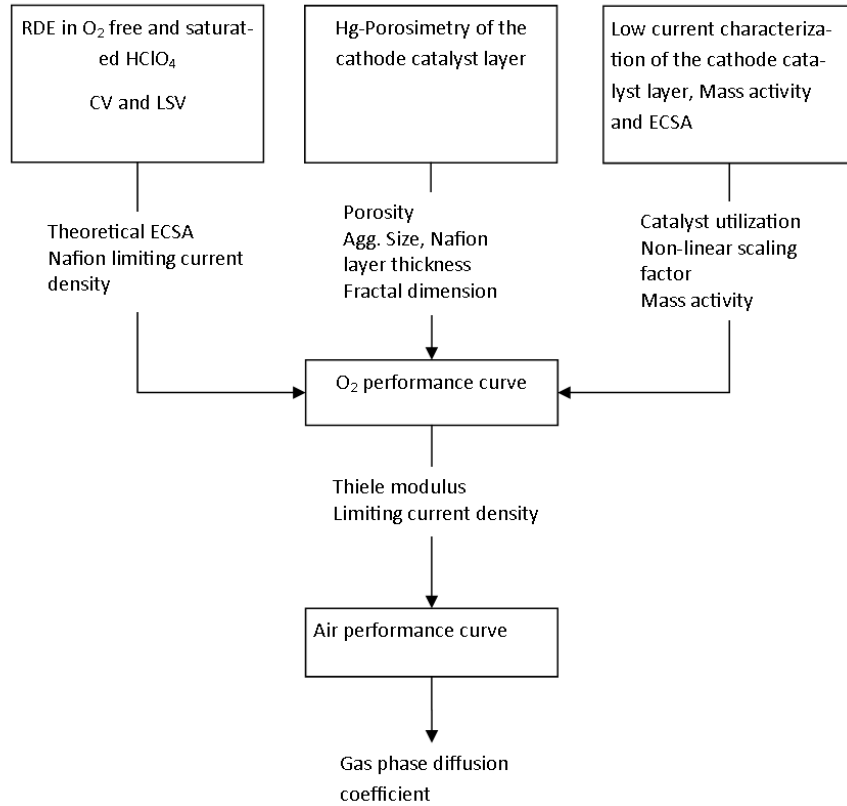 RDE in O₂ free and saturat-
ed HClO₄
CV and LSV
Hg-Porosimetry of the
cathode catalyst layer
Low current characteriza-
tion of the cathode cata-
lyst layer, Mass activity
and ECSA
Theoretical ECSA
Nafion limiting current
density
Porosity
Agg. Size, Nafion
layer thickness
Fractal dimension
Catalyst utilization
Non-linear scaling
factor
Mass activity
O₂ performance curve
Thiele modulus
Limiting current density
Air performance curve
Gas phase diffusion
coefficient